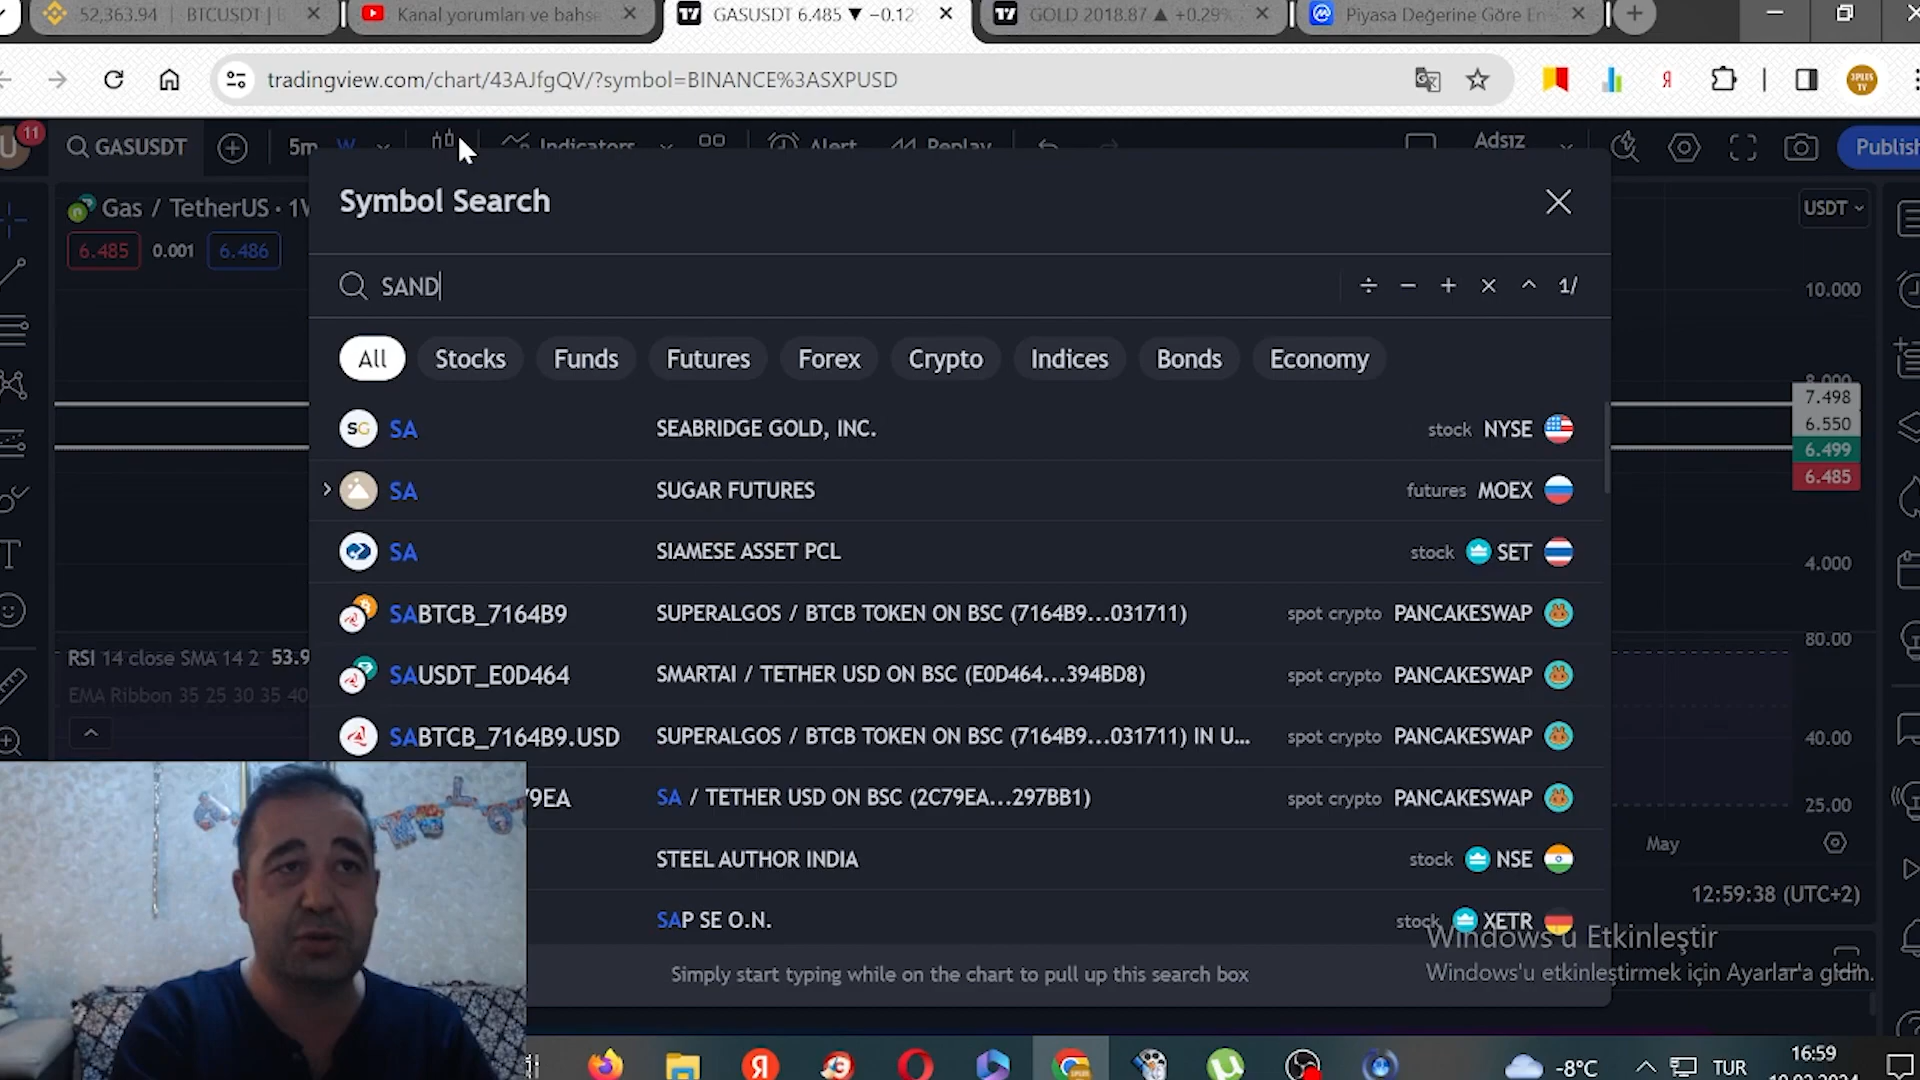 52,363.94 | BTCUSDT |
Kanal yorumları ve bahse
GASUSDT 6.485 ▼ −0.12
GOLD 2018.87 ▲ +0.29%
Piyasa Değerine Göre En
tradingview.com/chart/43AJfgQV/?symbol=BINANCE%3ASXPUSD
11
GASUSDT
5m
W
Indicators
Alert
Replay
Adsız
Publish
Gas / TetherUS · 1W
USDT
6.485
0.001
6.486
Symbol Search
SAND
÷ − + × ^ 1/
All
Stocks
Funds
Futures
Forex
Crypto
Indices
Bonds
Economy
SA SEABRIDGE GOLD, INC. stock NYSE
SA SUGAR FUTURES futures MOEX
SA SIAMESE ASSET PCL stock SET
SABTCB_7164B9 SUPERALGOS / BTCB TOKEN ON BSC (7164B9...031711) spot crypto PANCAKESWAP
SAUSDT_E0D464 SMARTAI / TETHER USD ON BSC (E0D464...394BD8) spot crypto PANCAKESWAP
SABTCB_7164B9.USD SUPERALGOS / BTCB TOKEN ON BSC (7164B9...031711) IN U... spot crypto PANCAKESWAP
79EA SA / TETHER USD ON BSC (2C79EA...297BB1) spot crypto PANCAKESWAP
STEEL AUTHOR INDIA stock NSE
SAP SE O.N. stock XETR
Simply start typing while on the chart to pull up this search box
10.000
8.000
7.498
6.550
6.499
6.485
4.000
80.00
40.00
25.00
RSI 14 close SMA 14 2 53.9
EMA Ribbon 35 25 30 35 40
May
12:59:38 (UTC+2)
Windows'u Etkinleştir
Windows'u etkinleştirmek için Ayarlar'a gidin.
-8°C
TUR
16:59